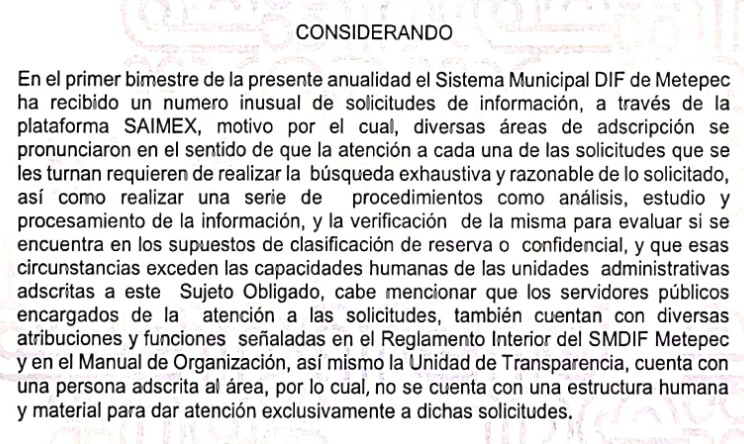 CONSIDERANDO
En el primer bimestre de la presente anualidad el Sistema Municipal DIF de Metepec
ha recibido un numero inusual de solicitudes de información, a través de la
plataforma SAIMEX, motivo por el cual, diversas áreas de adscripción se
pronunciaron en el sentido de que la atención a cada una de las solicitudes que se
les turnan requieren de realizar la búsqueda exhaustiva y razonable de lo solicitado,
así como realizar una serie de procedimientos como análisis, estudio y
procesamiento de la información, y la verificación de la misma para evaluar si se
encuentra en los supuestos de clasificación de reserva o confidencial, y que esas
circunstancias exceden las capacidades humanas de las unidades administrativas
adscritas a este Sujeto Obligado, cabe mencionar que los servidores públicos
encargados de la atención a las solicitudes, también cuentan con diversas
atribuciones y funciones señaladas en el Reglamento Interior del SMDIF Metepec
y en el Manual de Organización, así mismo la Unidad de Transparencia, cuenta con
una persona adscrita al área, por lo cual, no se cuenta con una estructura humana
y material para dar atención exclusivamente a dichas solicitudes.